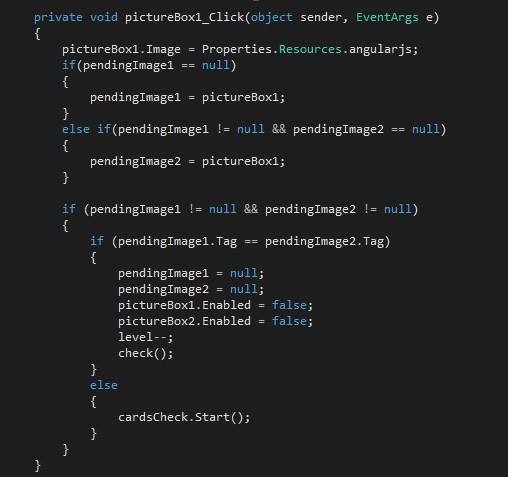 private void pictureBox1_Click(object sender, EventArgs e)
{
    pictureBox1.Image = Properties.Resources.angularjs;
    if(pendingImage1 == null)
    {
        pendingImage1 = pictureBox1;
    }
    else if(pendingImage1 != null && pendingImage2 == null)
    {
        pendingImage2 = pictureBox1;
    }

    if (pendingImage1 != null && pendingImage2 != null)
    {
        if (pendingImage1.Tag == pendingImage2.Tag)
        {
            pendingImage1 = null;
            pendingImage2 = null;
            pictureBox1.Enabled = false;
            pictureBox2.Enabled = false;
            level--;
            check();
        }
        else
        {
            cardsCheck.Start();
        }
    }
}